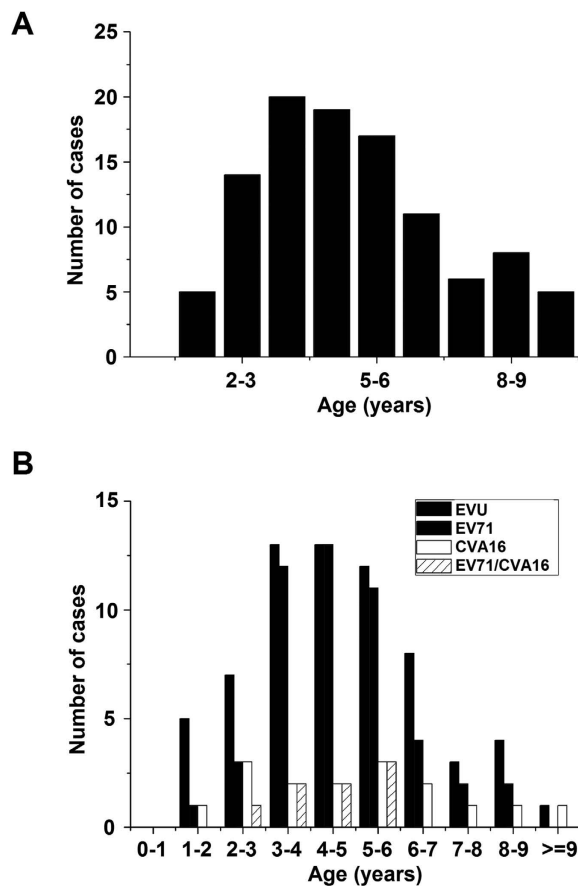 A
25
20
15
10
5
0
Number of cases
2-3 5-6 8-9
Age (years)
B
15
10
5
0
Number of cases
EVU
EV71
CVA16
EV71/CVA16
0-1 1-2 2-3 3-4 4-5 5-6 6-7 7-8 8-9 >=9
Age (years)